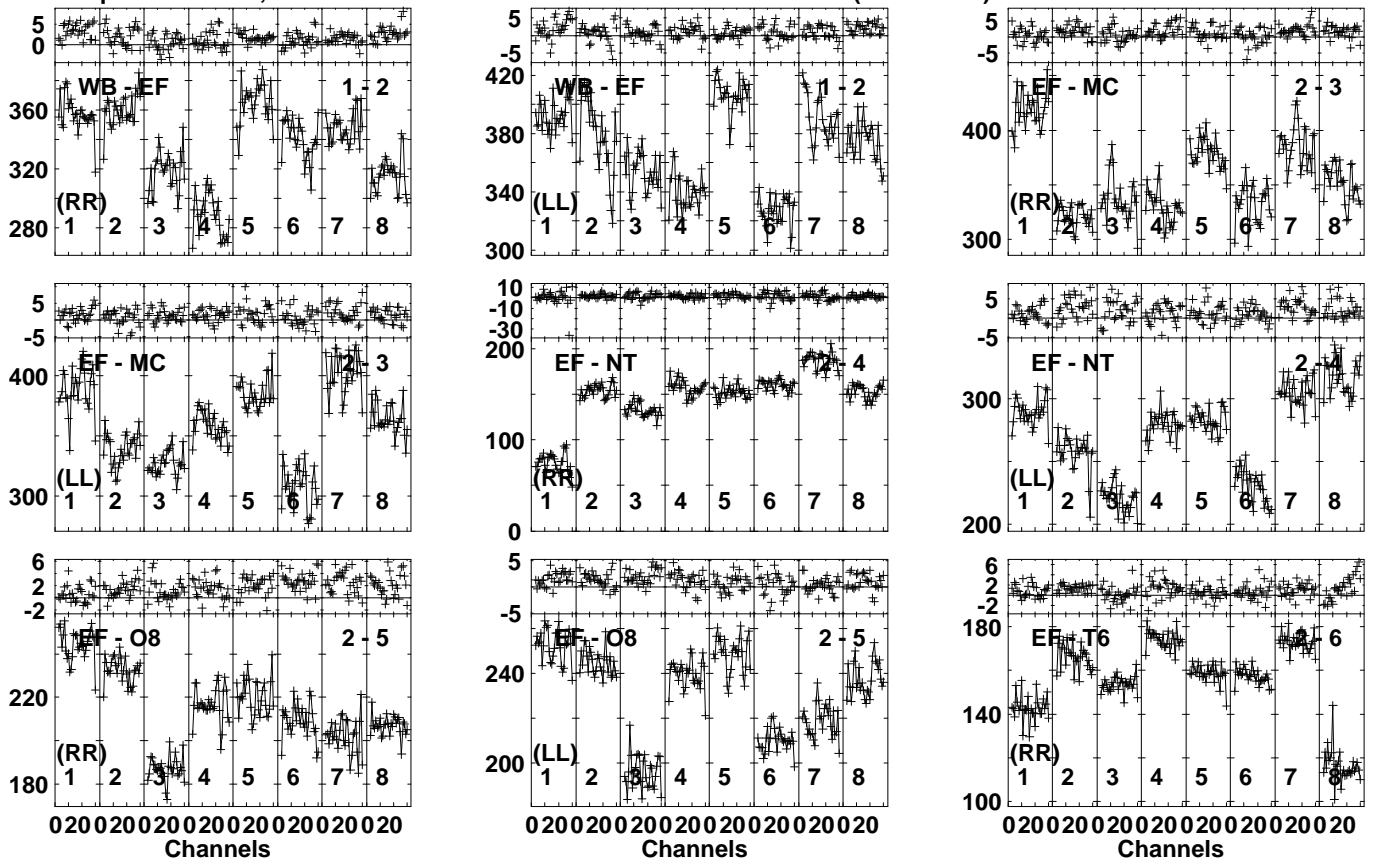 5
0
WB - EF 1 - 2
360
320
280
(RR)
1 2 3 4 5 6 7 8
5
-5
WB - EF 1 - 2
420
380
340
300
(LL)
1 2 3 4 5 6 7 8
5
-5
EF - MC 2 - 3
400
300
(RR)
1 2 3 4 5 6 7 8
5
-5
EF - MC 2 - 3
400
300
(LL)
1 2 3 4 5 6 7 8
10
-10
-30
EF - NT 2 - 4
200
100
0
(RR)
1 2 3 4 5 6 7 8
5
-5
EF - NT 2 - 4
300
200
(LL)
1 2 3 4 5 6 7 8
6
2
-2
EF - O8 2 - 5
220
180
(RR)
1 2 3 4 5 6 7 8
0 20 0 20 0 20 0 20 0 20 0 20 0 20 0 20
Channels
5
-5
EF - O8 2 - 5
240
200
(LL)
1 2 3 4 5 6 7 8
0 20 0 20 0 20 0 20 0 20 0 20 0 20 0 20
Channels
6
2
-2
EF - T6 2 - 6
180
140
100
(RR)
1 2 3 4 5 6 7 8
0 20 0 20 0 20 0 20 0 20 0 20 0 20 0 20
Channels